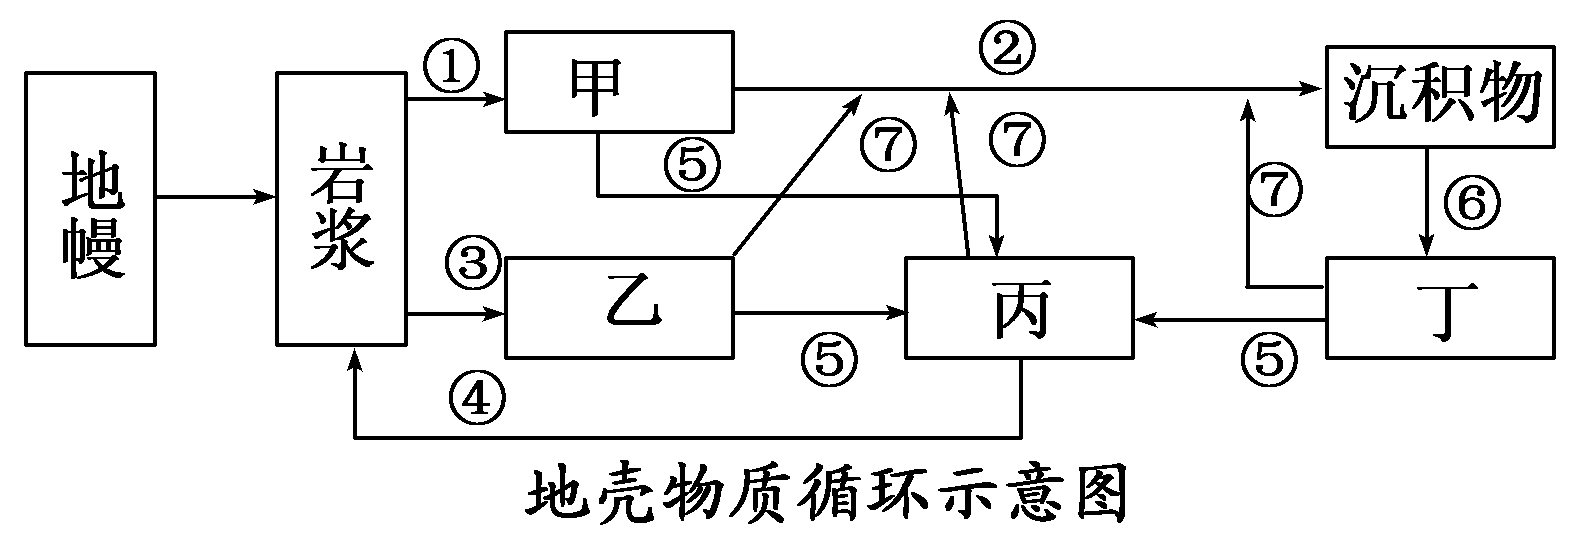 地幔
岩浆
①
甲
②
沉积物
⑤
⑦
⑦
⑦
⑥
③
乙
⑤
丙
⑤
丁
④
地壳物质循环示意图